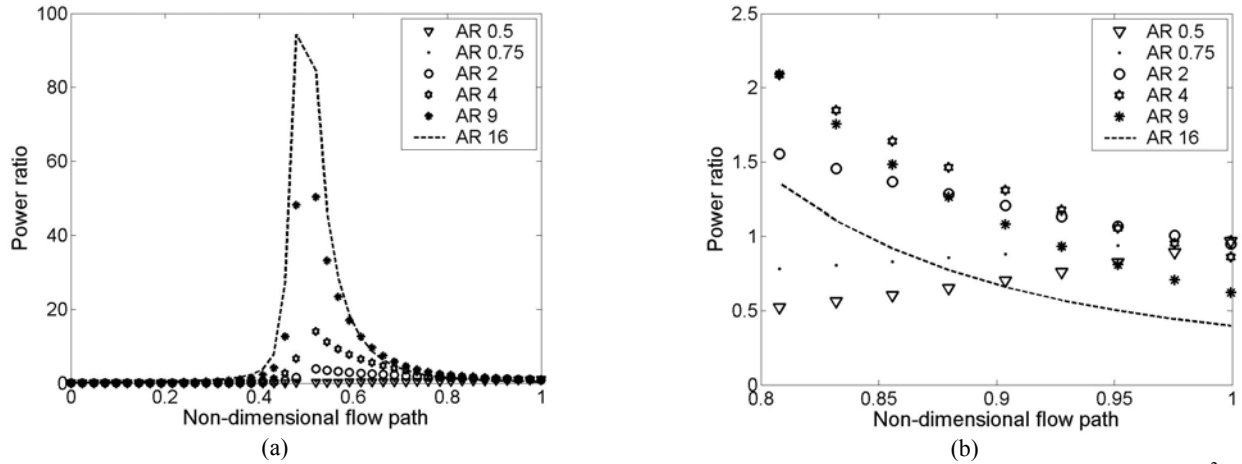 100
80
60
40
20
0
0
0.2
0.4
0.6
0.8
1
Power ratio
Non-dimensional flow path
AR 0.5
AR 0.75
AR 2
AR 4
AR 9
AR 16
(a)
2.5
2
1.5
1
0.5
0
0.8
0.85
0.9
0.95
1
Power ratio
Non-dimensional flow path
AR 0.5
AR 0.75
AR 2
AR 4
AR 9
AR 16
(b)